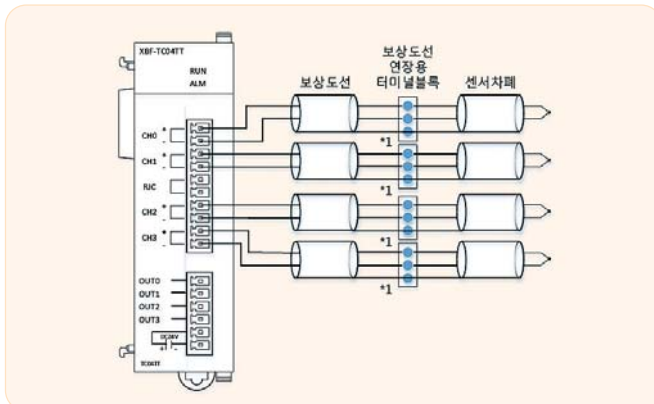 XBF-TC04TT
RUN
ALM
CH0 + -
CH1 + -
RJC
CH2 + -
CH3 + -
OUT0
OUT1
OUT2
OUT3
DC24V
+ -
TC04TT
보상도선
보상도선
연장용
터미널블록
센서차폐
*1
*1
*1
*1